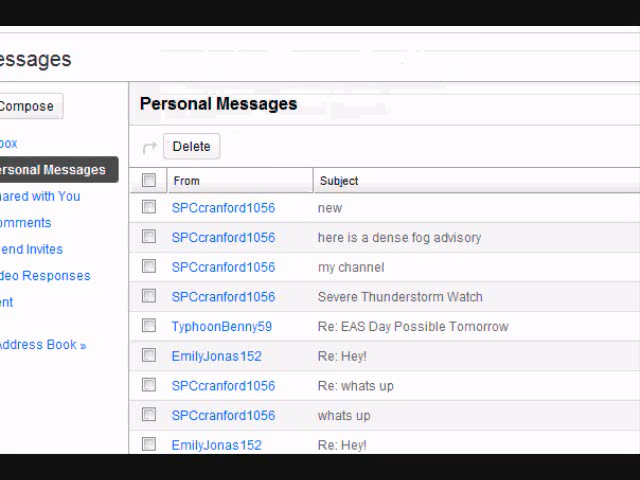 essages
Compose
Personal Messages
Delete
box
ersonal Messages
ared with You
omments
end Invites
deo Responses
ent
Address Book »
From Subject
SPCcranford1056 new
SPCcranford1056 here is a dense fog advisory
SPCcranford1056 my channel
SPCcranford1056 Severe Thunderstorm Watch
TyphoonBenny59 Re: EAS Day Possible Tomorrow
EmilyJonas152 Re: Hey!
SPCcranford1056 Re: whats up
SPCcranford1056 whats up
EmilyJonas152 Re: Hey!